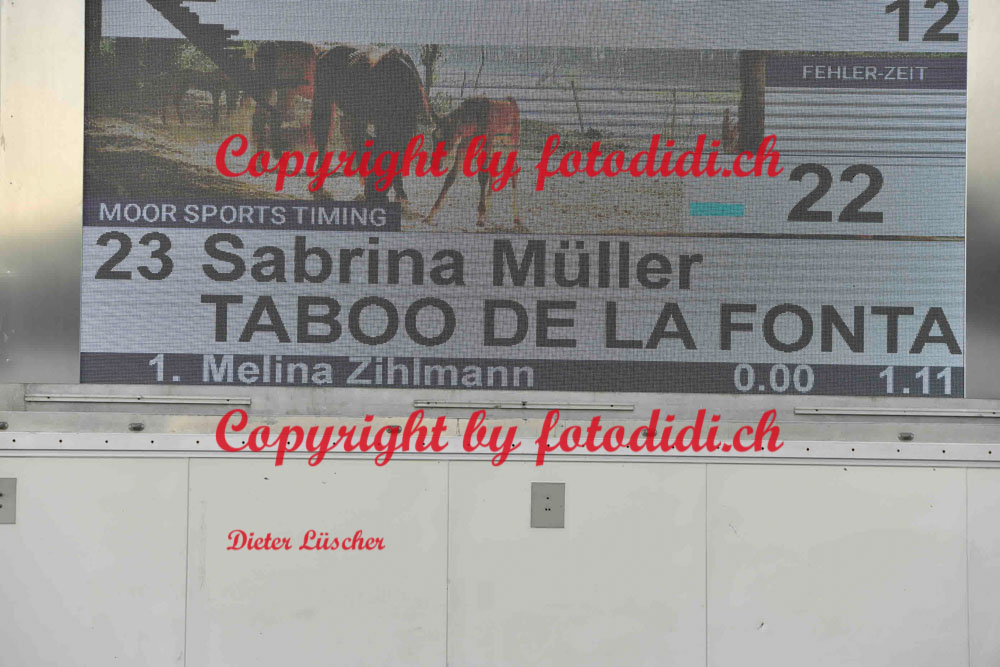 12
FEHLER-ZEIT
Copyright by fotodidi.ch
22
MOOR SPORTS TIMING
23 Sabrina Müller
TABOO DE LA FONTA
1. Melina Zihlmann 0.00 1.11
Copyright by fotodidi.ch
Dieter Lüscher